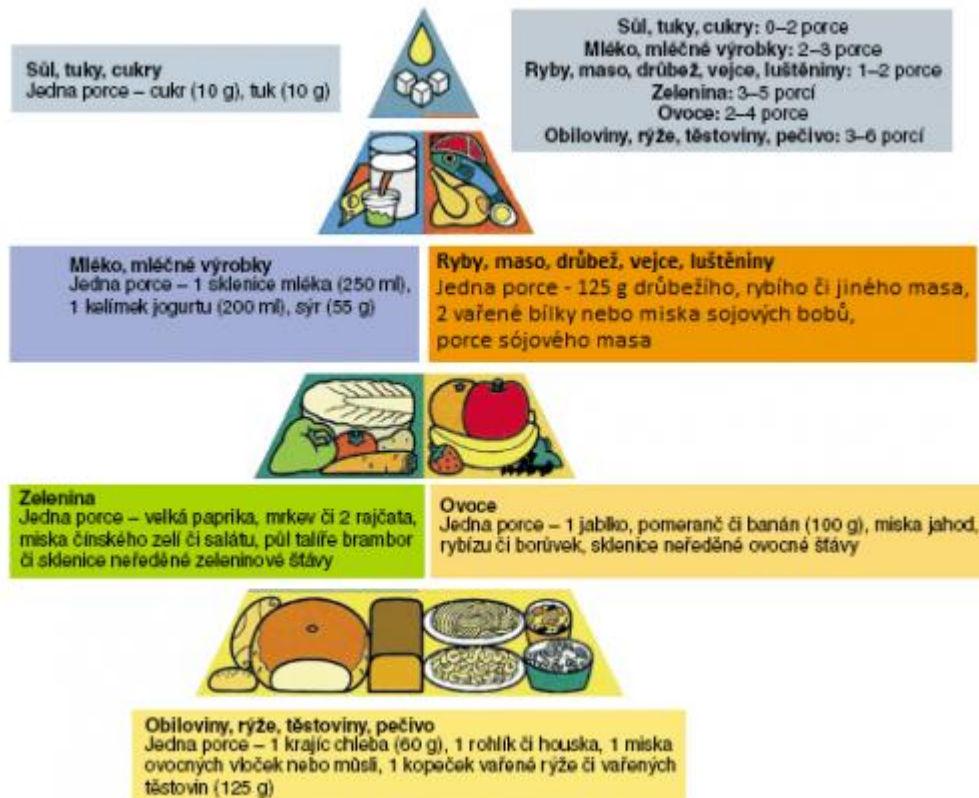 Sůl, tuky, cukry
Jedna porce – cukr (10 g), tuk (10 g)
Sůl, tuky, cukry: 0–2 porce
Mléko, mléčné výrobky: 2–3 porce
Ryby, maso, drůbež, vejce, luštěniny: 1–2 porce
Zelenina: 3–5 porcí
Ovoce: 2–4 porce
Obiloviny, rýže, těstoviny, pečivo: 3–6 porcí
Mléko, mléčné výrobky
Jedna porce – 1 sklenice mléka (250 ml),
1 kelímek jogurtu (200 ml), sýr (55 g)
Ryby, maso, drůbež, vejce, luštěniny
Jedna porce - 125 g drůbežího, rybího či jiného masa,
2 vařené bílky nebo miska sojových bobů,
porce sójového masa
Zelenina
Jedna porce – velká paprika, mrkev či 2 rajčata,
miska čínského zelí či salátu, půl talíře brambor
či sklenice neředěné zeleninové šťávy
Ovoce
Jedna porce – 1 jablko, pomeranč či banán (100 g), miska jahod,
rybízu či borůvek, sklenice neředěné ovocné šťávy
Obiloviny, rýže, těstoviny, pečivo
Jedna porce – 1 krajíc chleba (60 g), 1 rohlík či houska, 1 miska
ovocných vloček nebo műsli, 1 kopeček vařené rýže či vařených
těstovin (125 g)